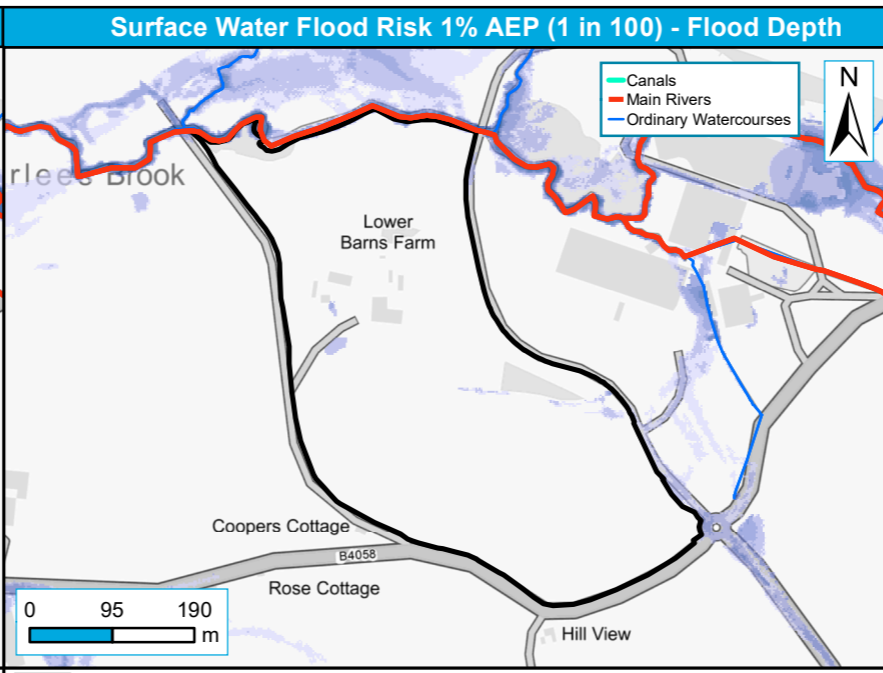 Surface Water Flood Risk 1% AEP (1 in 100) - Flood Depth
Canals
Main Rivers
Ordinary Watercourses
N
rlees Brook
Lower
Barns Farm
Coopers Cottage
B4058
Rose Cottage
0 95 190
m
Hill View